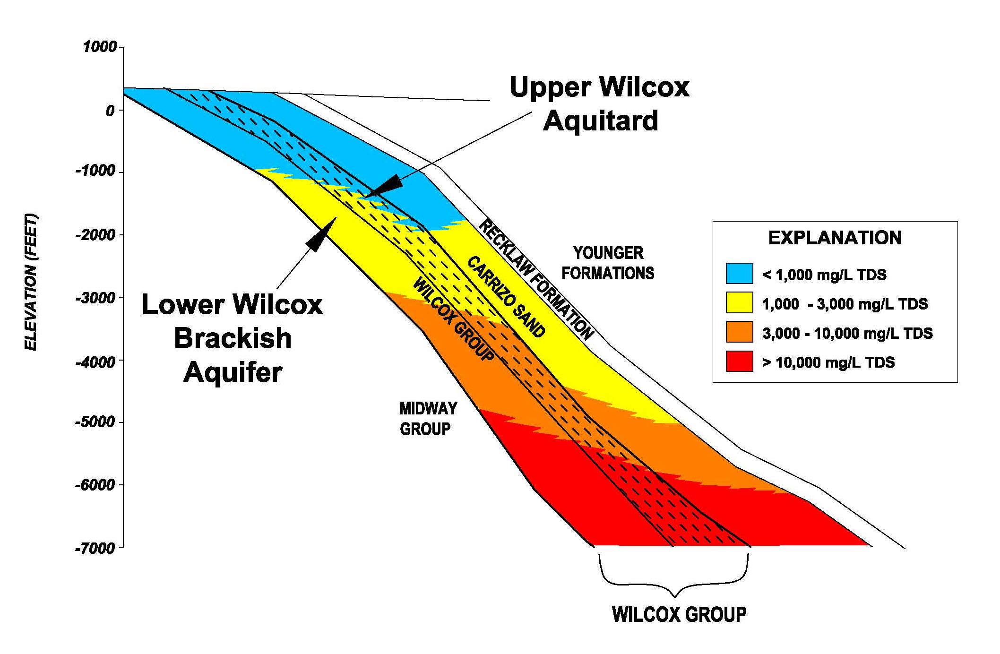 1000
0
-1000
-2000
-3000
-4000
-5000
-6000
-7000
ELEVATION (FEET)
Upper Wilcox
Aquitard
Lower Wilcox
Brackish
Aquifer
RECKLAW FORMATION
CARRIZO SAND
WILCOX GROUP
YOUNGER
FORMATIONS
MIDWAY
GROUP
EXPLANATION
< 1,000 mg/L TDS
1,000 - 3,000 mg/L TDS
3,000 - 10,000 mg/L TDS
> 10,000 mg/L TDS
WILCOX GROUP